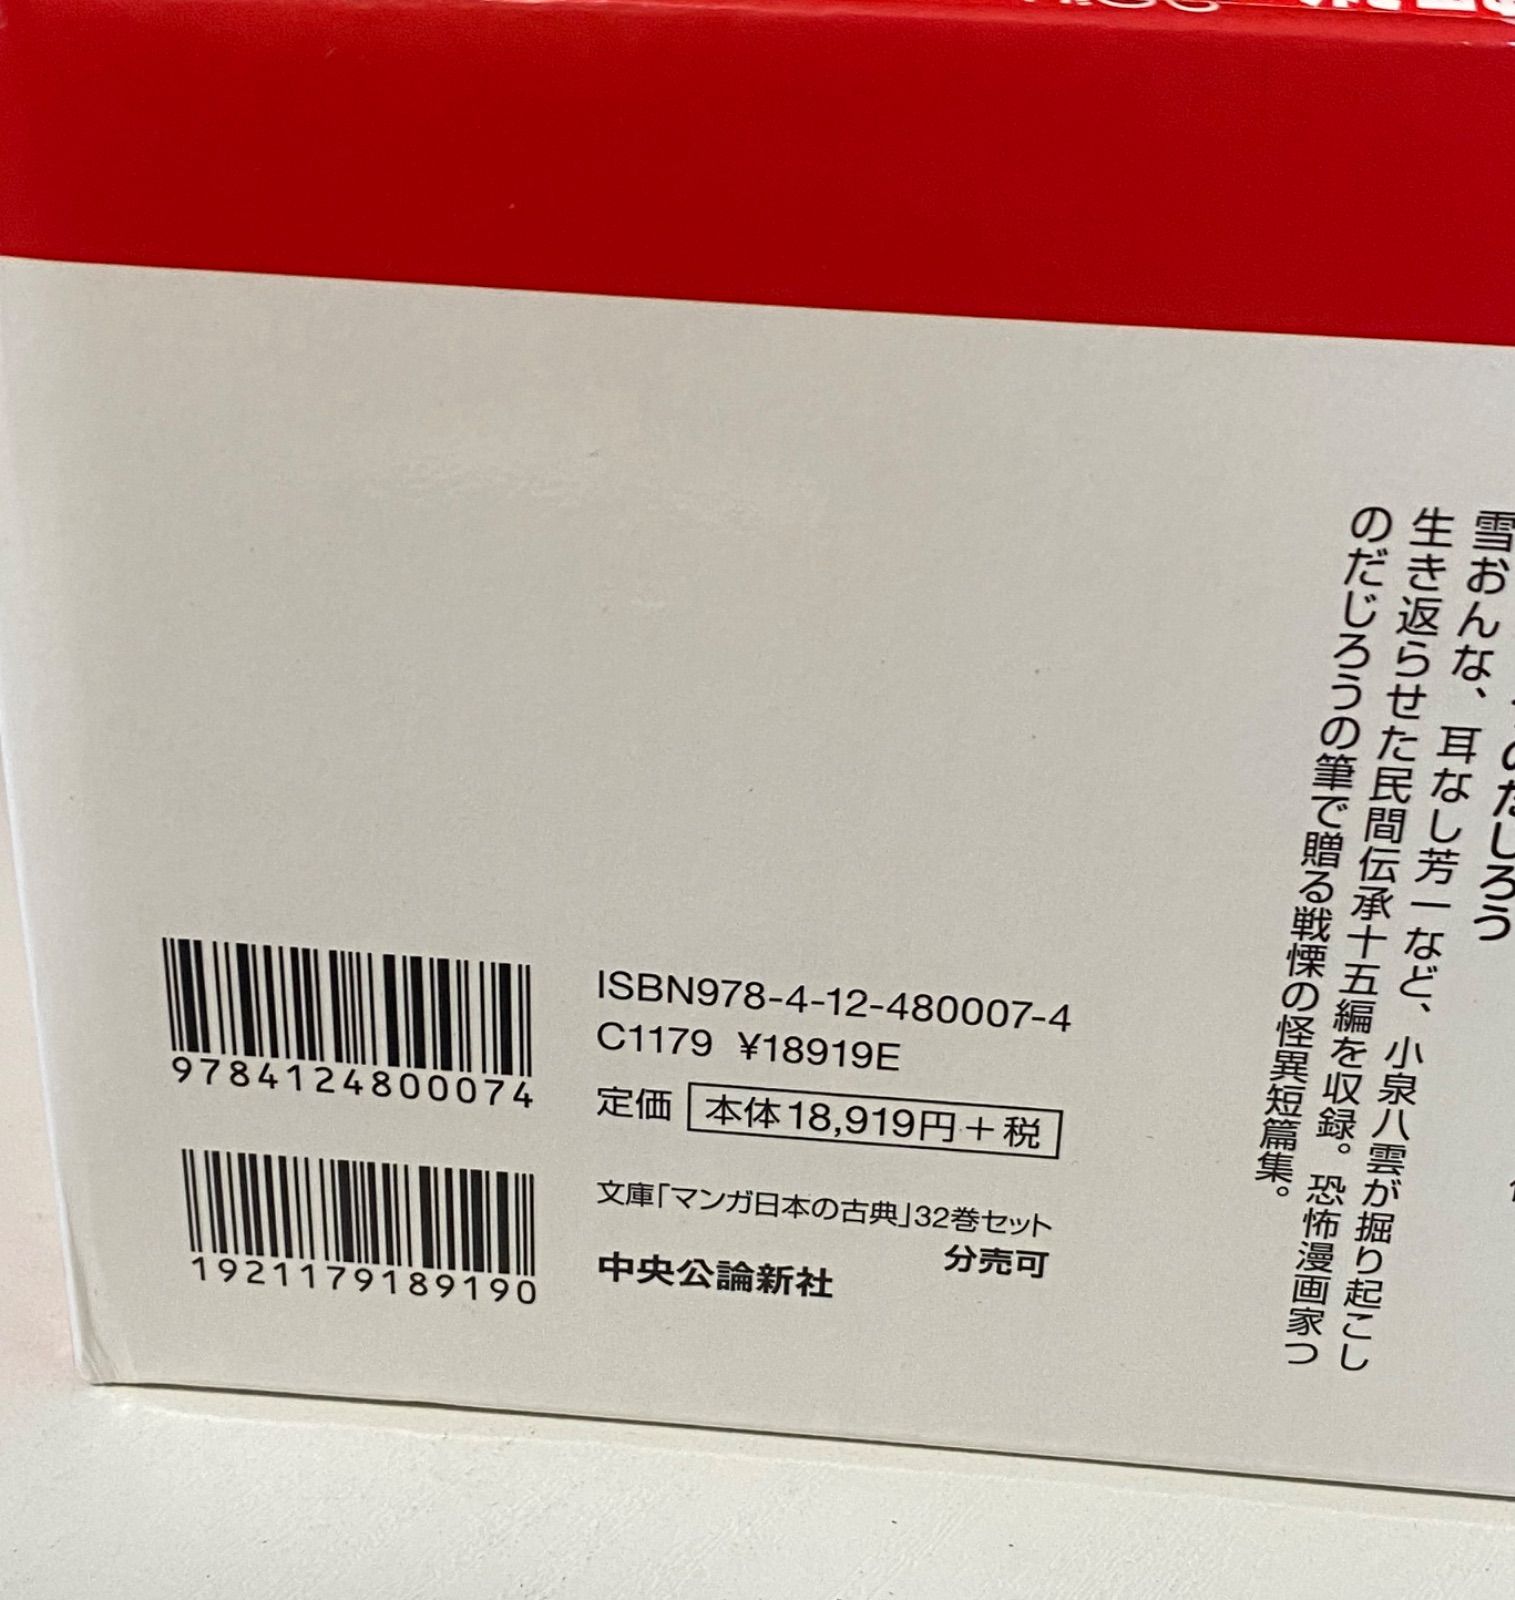 つのだじろう
雪おんな、耳なし芳一など、小泉八雲が掘り起こし
生き返らせた民間伝承十五編を収録。恐怖漫画家つ
のだじろうの筆で贈る戦慄の怪異短篇集。
9784124800074
ISBN978-4-12-480007-4
C1179 ¥18919E
定価 本体18,919円＋税
1921179189190
文庫「マンガ日本の古典」32巻セット
分売可
中央公論新社